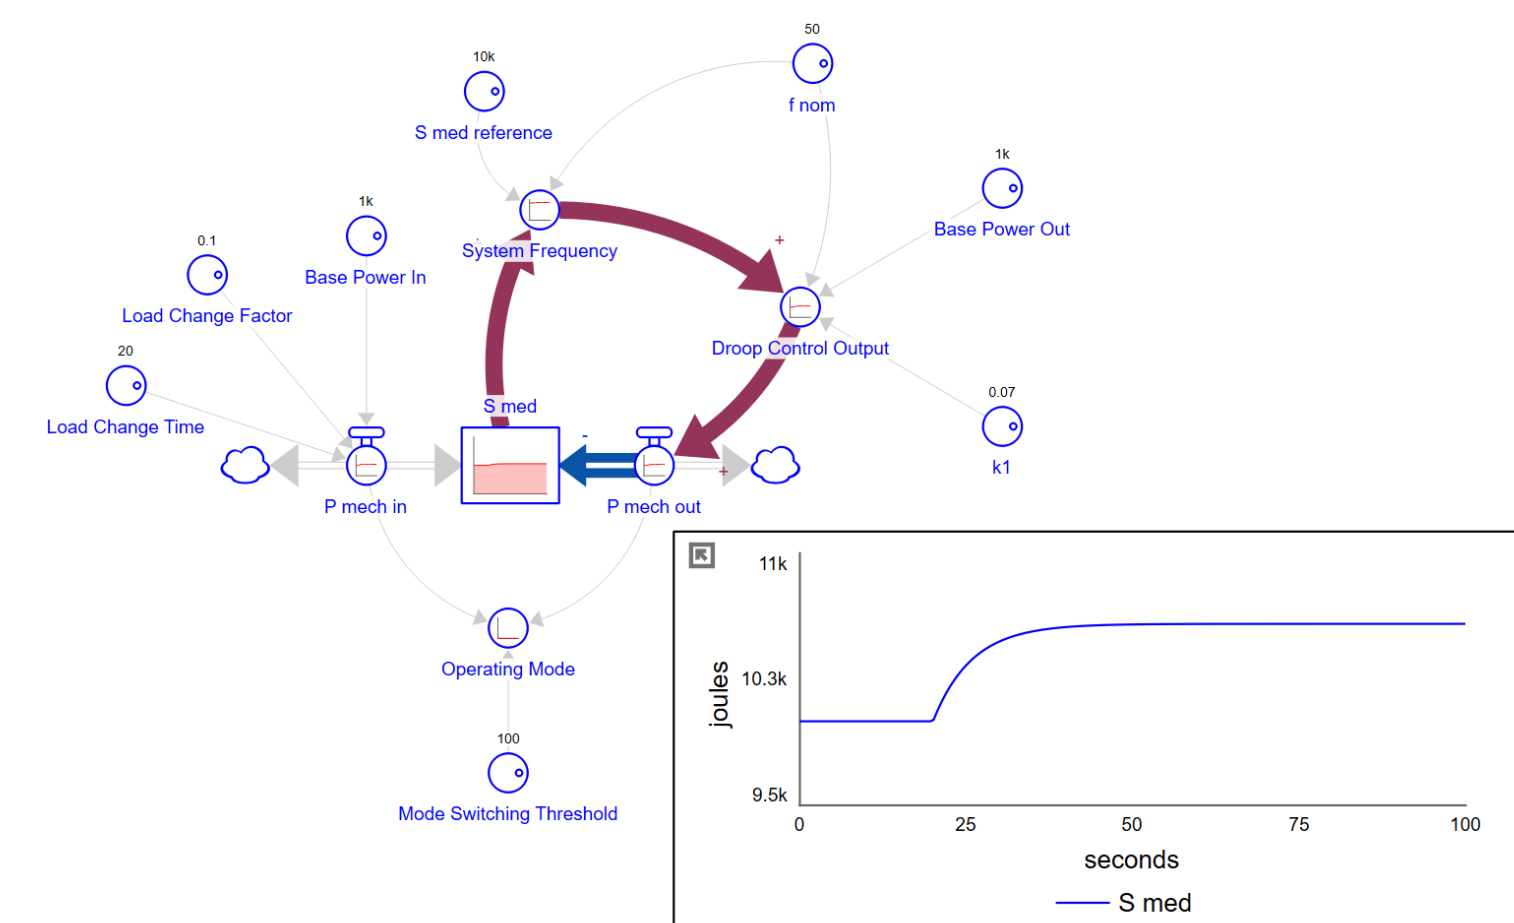 50
f nom
10k
S med reference
1k
Base Power Out
1k
Base Power In
0.1
Load Change Factor
System Frequency
+
20
Load Change Time
Droop Control Output
0.07
k1
S med
-
+
P mech in
P mech out
Operating Mode
100
Mode Switching Threshold
11k
10.3k
9.5k
joules
0 25 50 75 100
seconds
S med